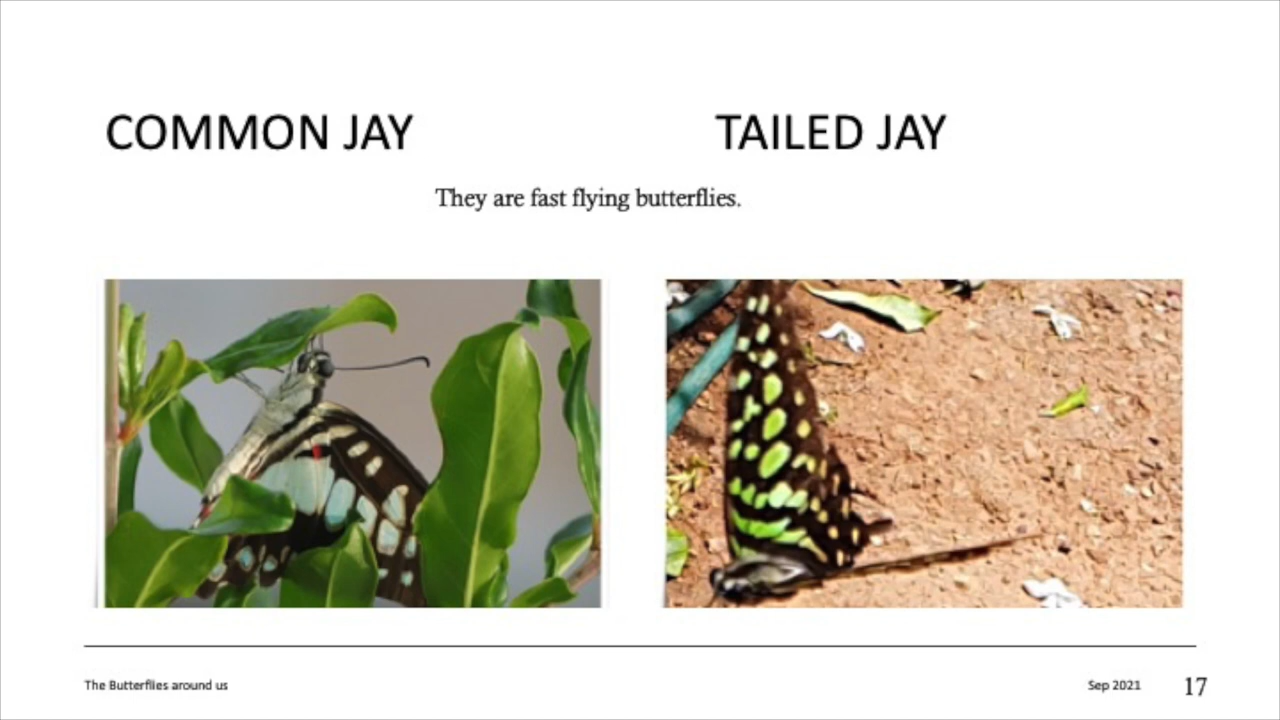 COMMON JAY
TAILED JAY
They are fast flying butterflies.
The Butterflies around us
Sep 2021
17